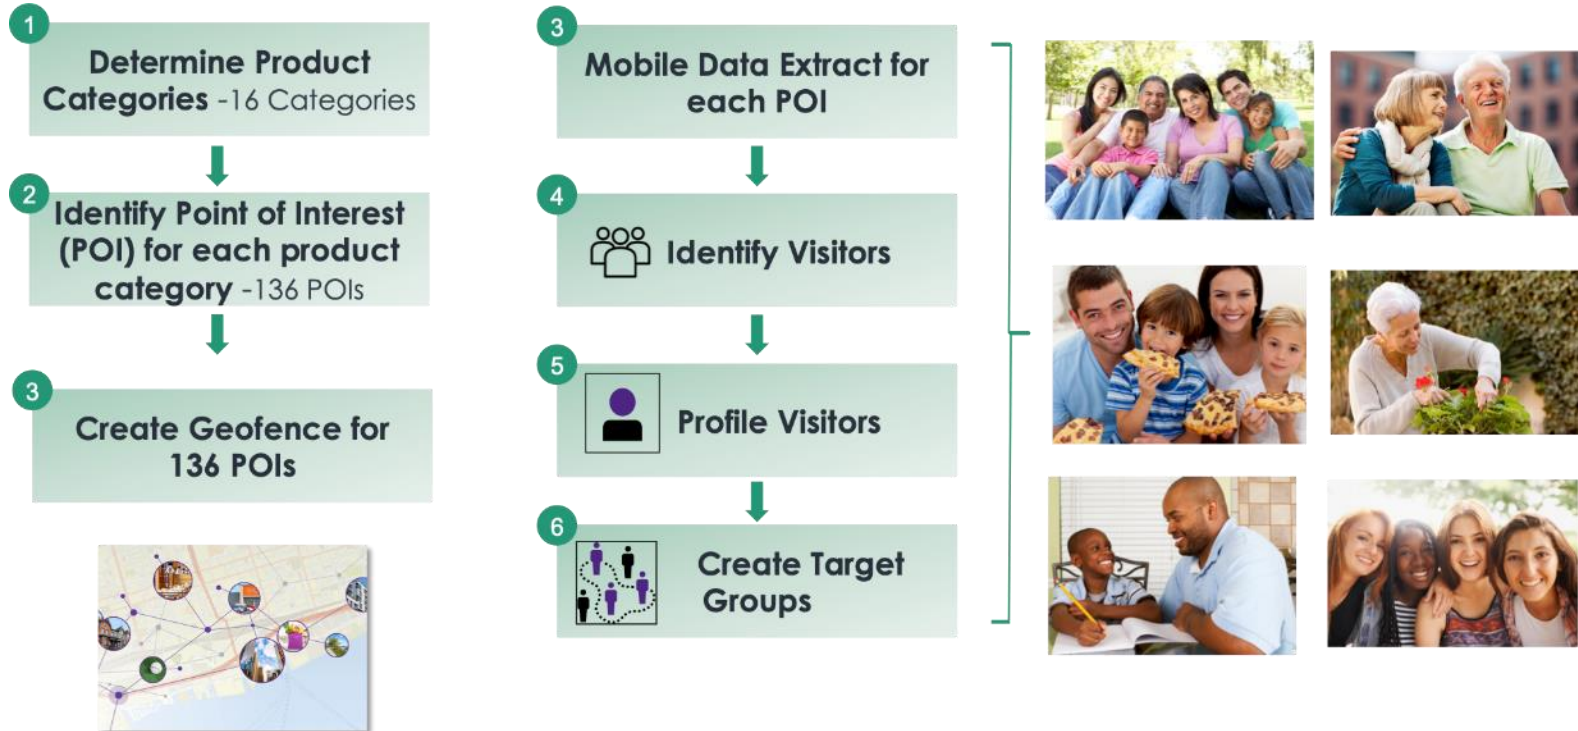 1
Determine Product
Categories -16 Categories
2
Identify Point of Interest
(POI) for each product
category -136 POIs
3
Create Geofence for
136 POIs
3
Mobile Data Extract for
each POI
4
Identify Visitors
5
Profile Visitors
6
Create Target
Groups